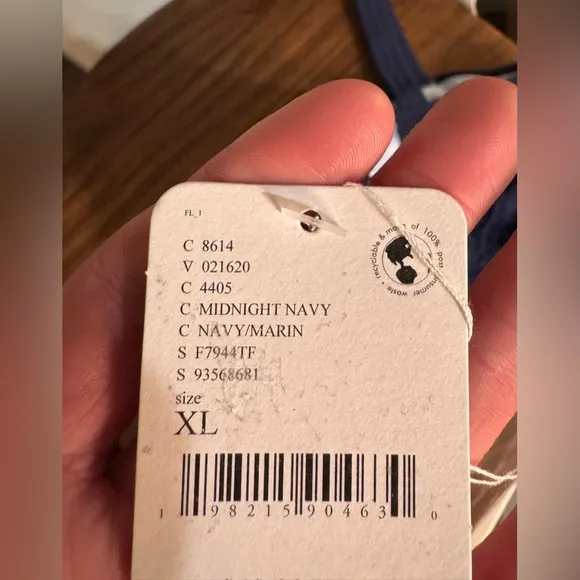 FL_1
C 8614
V 021620
C 4405
C MIDNIGHT NAVY
C NAVY/MARIN
S F7944TF
S 93568681
size
XL
1 98215 90463 0
recyclable & made of 100% post consumer waste •